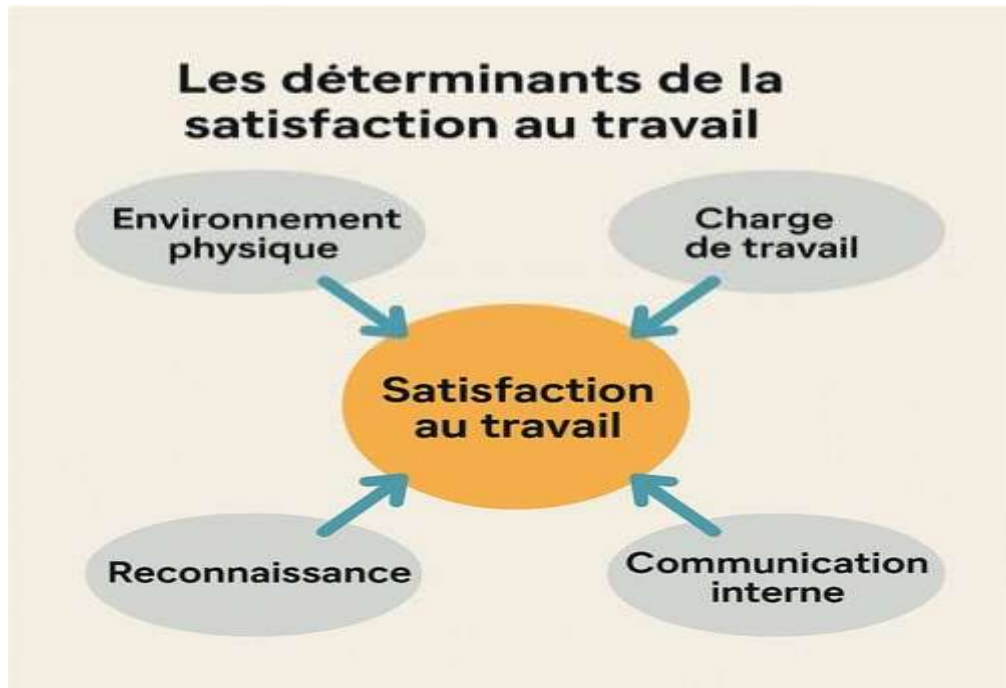 Les déterminants de la
satisfaction au travail
Environnement
physique
Charge
de travail
Satisfaction
au travail
Reconnaissance
Communication
interne